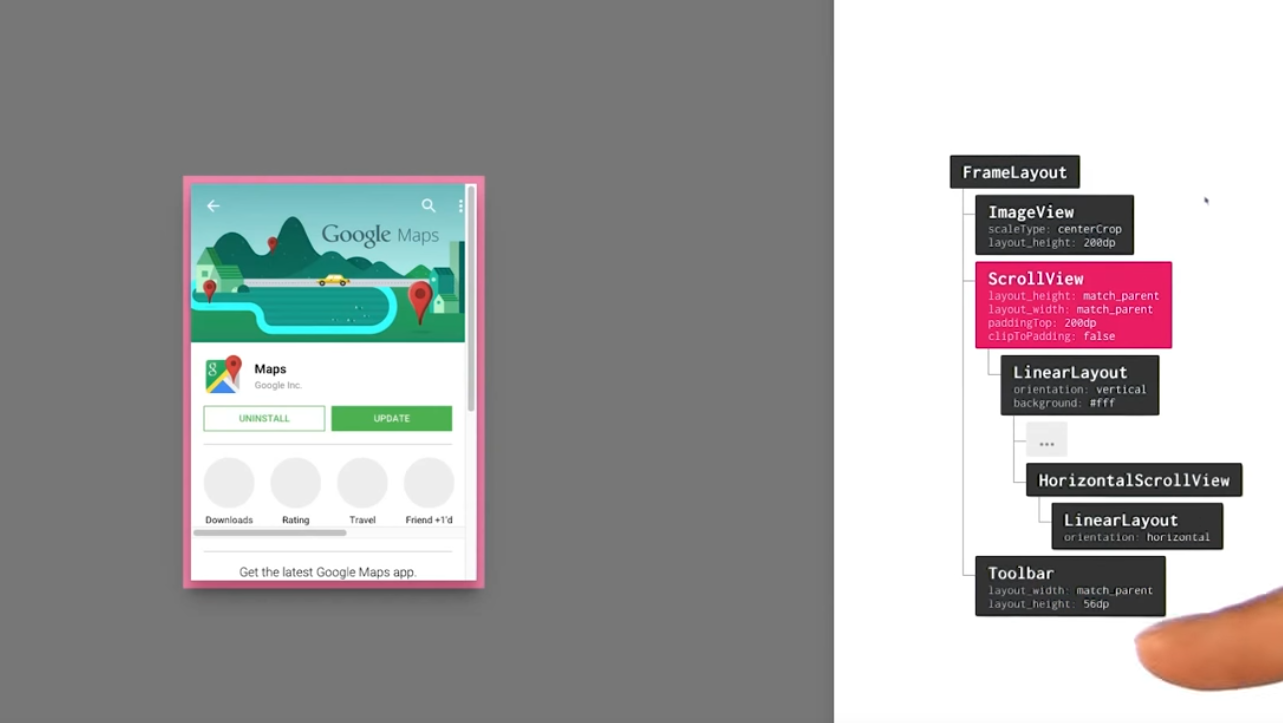 Google Maps
g
Maps
Google Inc.
UNINSTALL
UPDATE
Downloads
Rating
Travel
Friend +1'd
Get the latest Google Maps app.
FrameLayout
ImageView
scaleType: centerCrop
layout_height: 200dp
ScrollView
layout_height: match_parent
layout_width: match_parent
paddingTop: 200dp
clipToPadding: false
LinearLayout
orientation: vertical
background: #fff
...
HorizontalScrollView
LinearLayout
orientation: horizontal
Toolbar
layout_width: match_parent
layout_height: 56dp